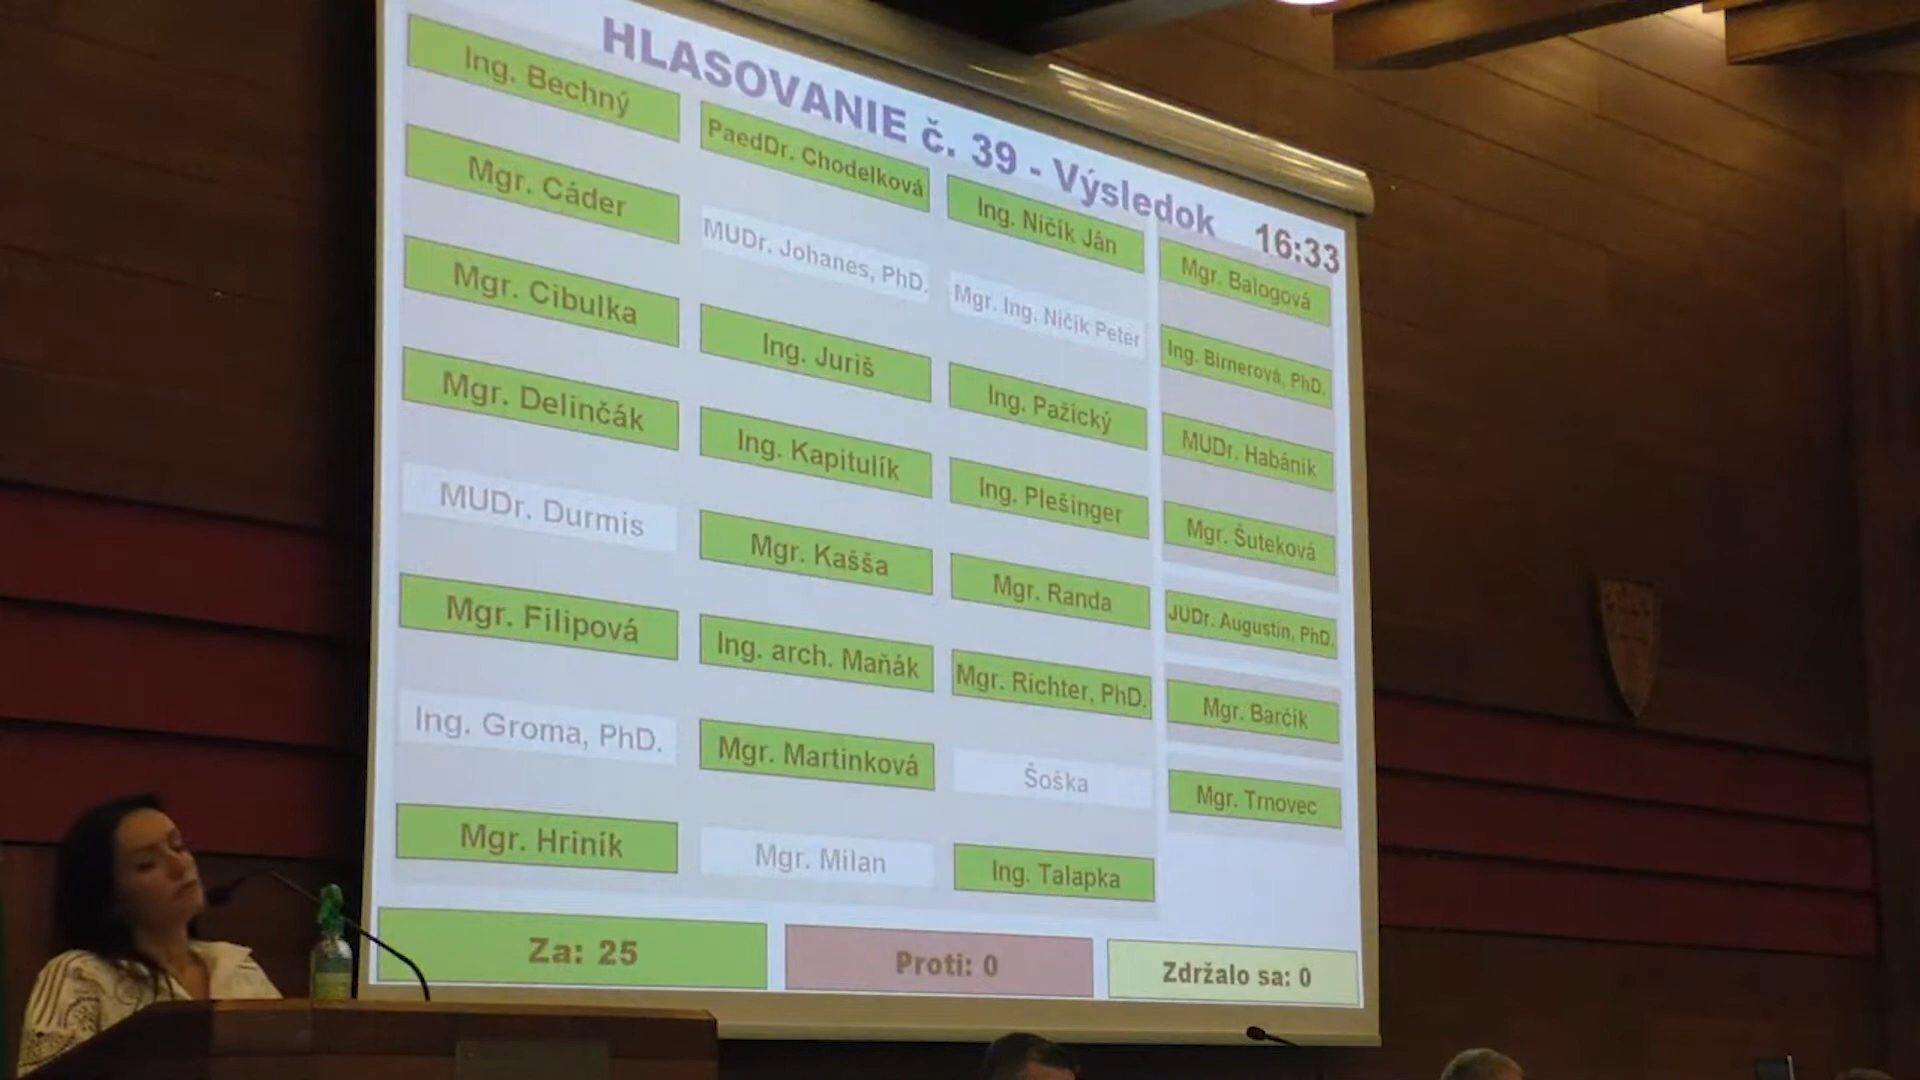 HLASOVANIE č. 39 - Výsledok 16:33
Ing. Bechný
Mgr. Cáder
Mgr. Cibulka
Mgr. Delinčák
MUDr. Durmis
Mgr. Filipová
Ing. Groma, PhD.
Mgr. Hriník
PaedDr. Chodelková
MUDr. Johanes, PhD.
Ing. Juriš
Ing. Kapitulík
Mgr. Kašša
Ing. arch. Maňák
Mgr. Martinková
Mgr. Milan
Ing. Ničík Ján
Mgr. Ing. Ničík Peter
Ing. Pažický
Ing. Plešinger
Mgr. Randa
Mgr. Richter, PhD.
Šoška
Ing. Talapka
Mgr. Balogová
Ing. Birnerová, PhD.
MUDr. Habánik
Mgr. Šuteková
JUDr. Augustín, PhD.
Mgr. Barčík
Mgr. Trnovec
Za: 25
Proti: 0
Zdržalo sa: 0